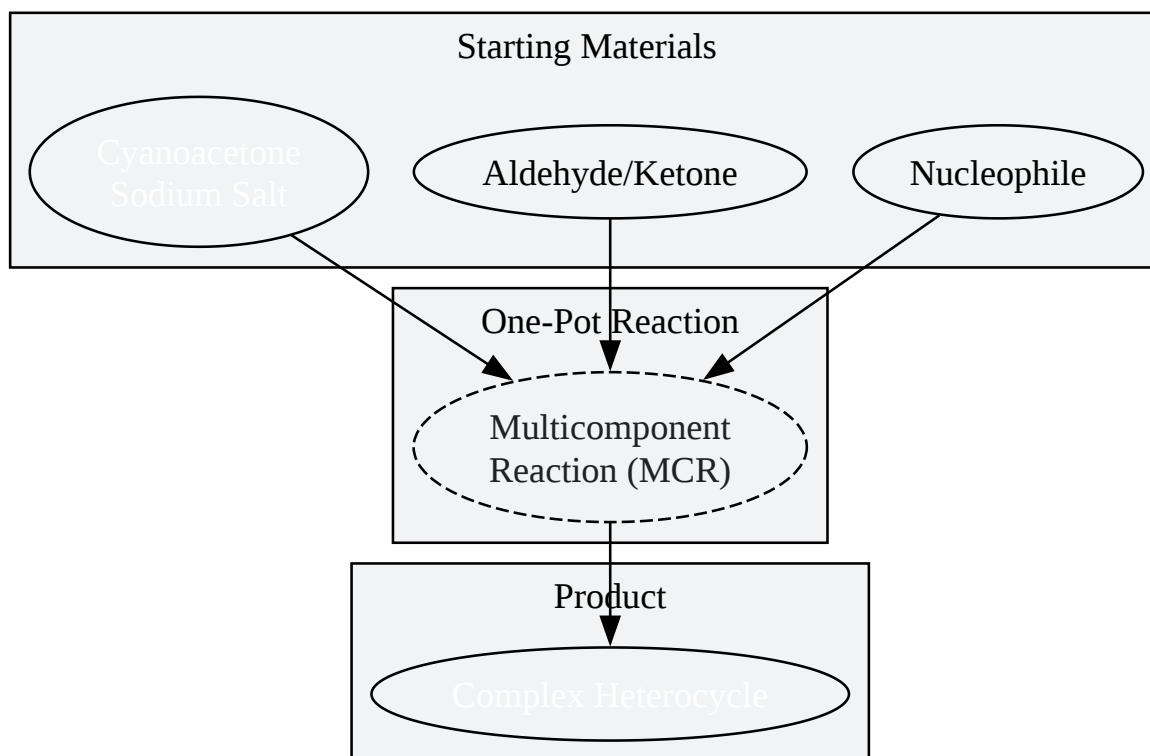 Starting Materials
Cyanoacetone
Sodium Salt
Aldehyde/Ketone
Nucleophile
One-Pot Reaction
Multicomponent
Reaction (MCR)
Product
Complex Heterocycle